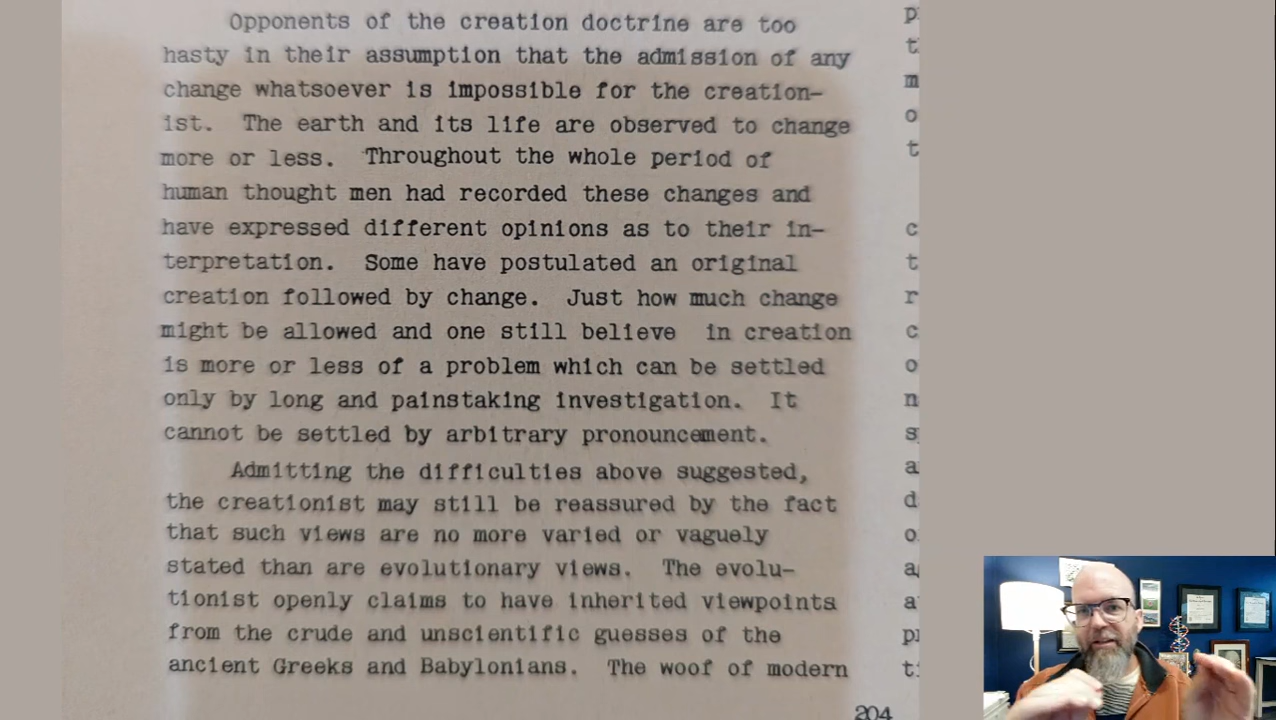 Opponents of the creation doctrine are too
hasty in their assumption that the admission of any
change whatsoever is impossible for the creation-
ist. The earth and its life are observed to change
more or less. Throughout the whole period of
human thought men had recorded these changes and
have expressed different opinions as to their in-
terpretation. Some have postulated an original
creation followed by change. Just how much change
might be allowed and one still believe in creation
is more or less of a problem which can be settled
only by long and painstaking investigation. It
cannot be settled by arbitrary pronouncement.
Admitting the difficulties above suggested,
the creationist may still be reassured by the fact
that such views are no more varied or vaguely
stated than are evolutionary views. The evolu-
tionist openly claims to have inherited viewpoints
from the crude and unscientific guesses of the
ancient Greeks and Babylonians. The woof of modern
204